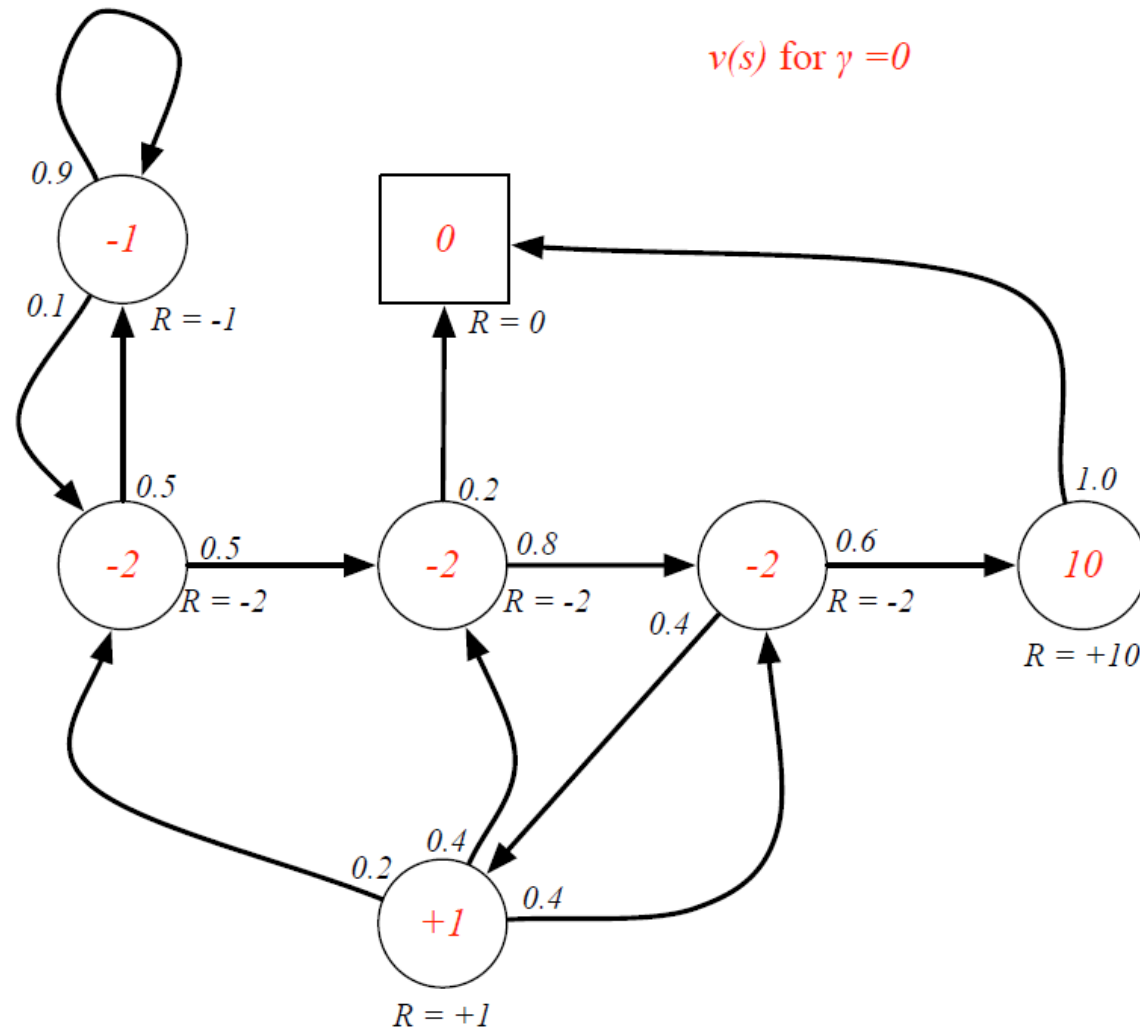 v(s) for γ =0
0.9
-1
0
0.1
R = -1
R = 0
0.5
0.2
1.0
-2
0.5
-2
0.8
-2
0.6
10
R = -2
R = -2
R = -2
0.4
R = +10
0.4
0.2
0.4
+1
R = +1